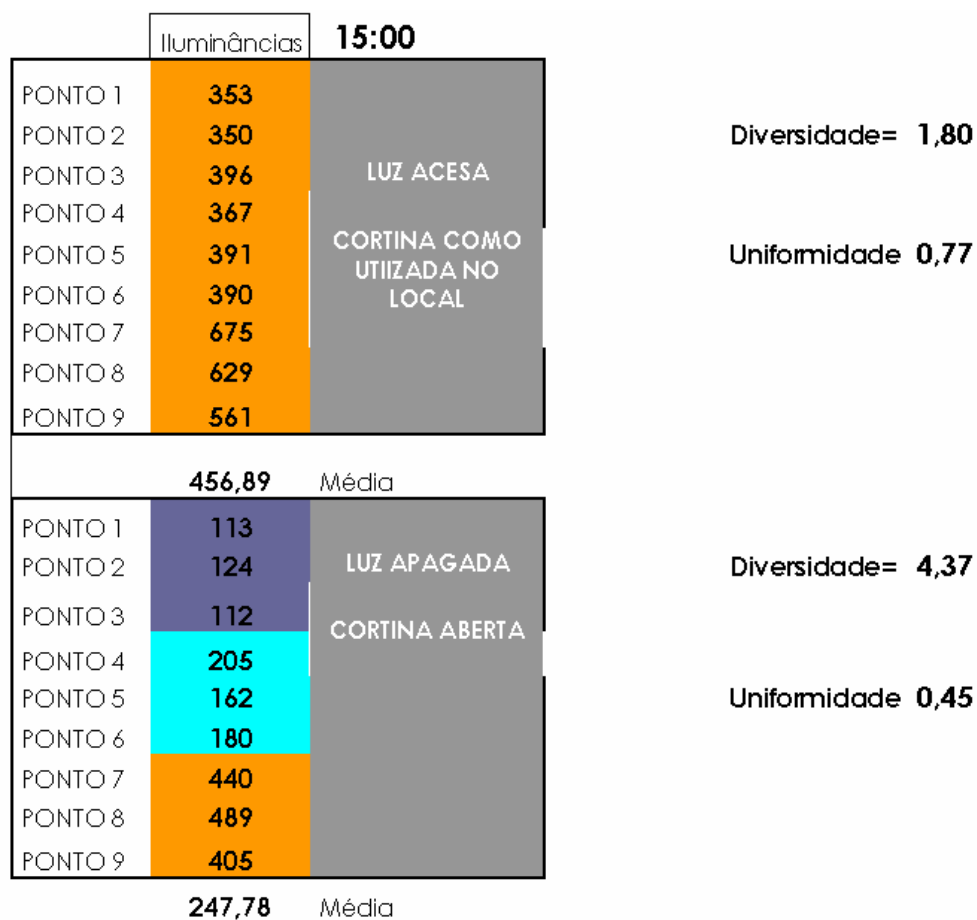 Iluminâncias 15:00
PONTO 1 353
PONTO 2 350 Diversidade= 1,80
PONTO 3 396 LUZ ACESA
PONTO 4 367
PONTO 5 391 CORTINA COMO Uniformidade 0,77
UTIIZADA NO
PONTO 6 390 LOCAL
PONTO 7 675
PONTO 8 629
PONTO 9 561
456,89 Média
PONTO 1 113
PONTO 2 124 LUZ APAGADA Diversidade= 4,37
PONTO 3 112 CORTINA ABERTA
PONTO 4 205
PONTO 5 162 Uniformidade 0,45
PONTO 6 180
PONTO 7 440
PONTO 8 489
PONTO 9 405
247,78 Média